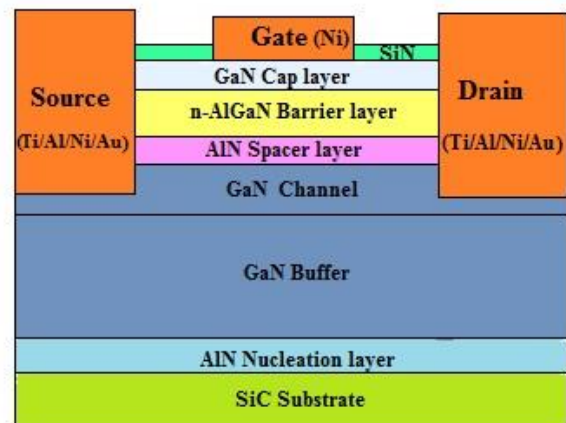 Gate (Ni)
SiN
GaN Cap layer
Source
(Ti/Al/Ni/Au)
n-AlGaN Barrier layer
Drain
(Ti/Al/Ni/Au)
AlN Spacer layer
GaN Channel
GaN Buffer
AlN Nucleation layer
SiC Substrate